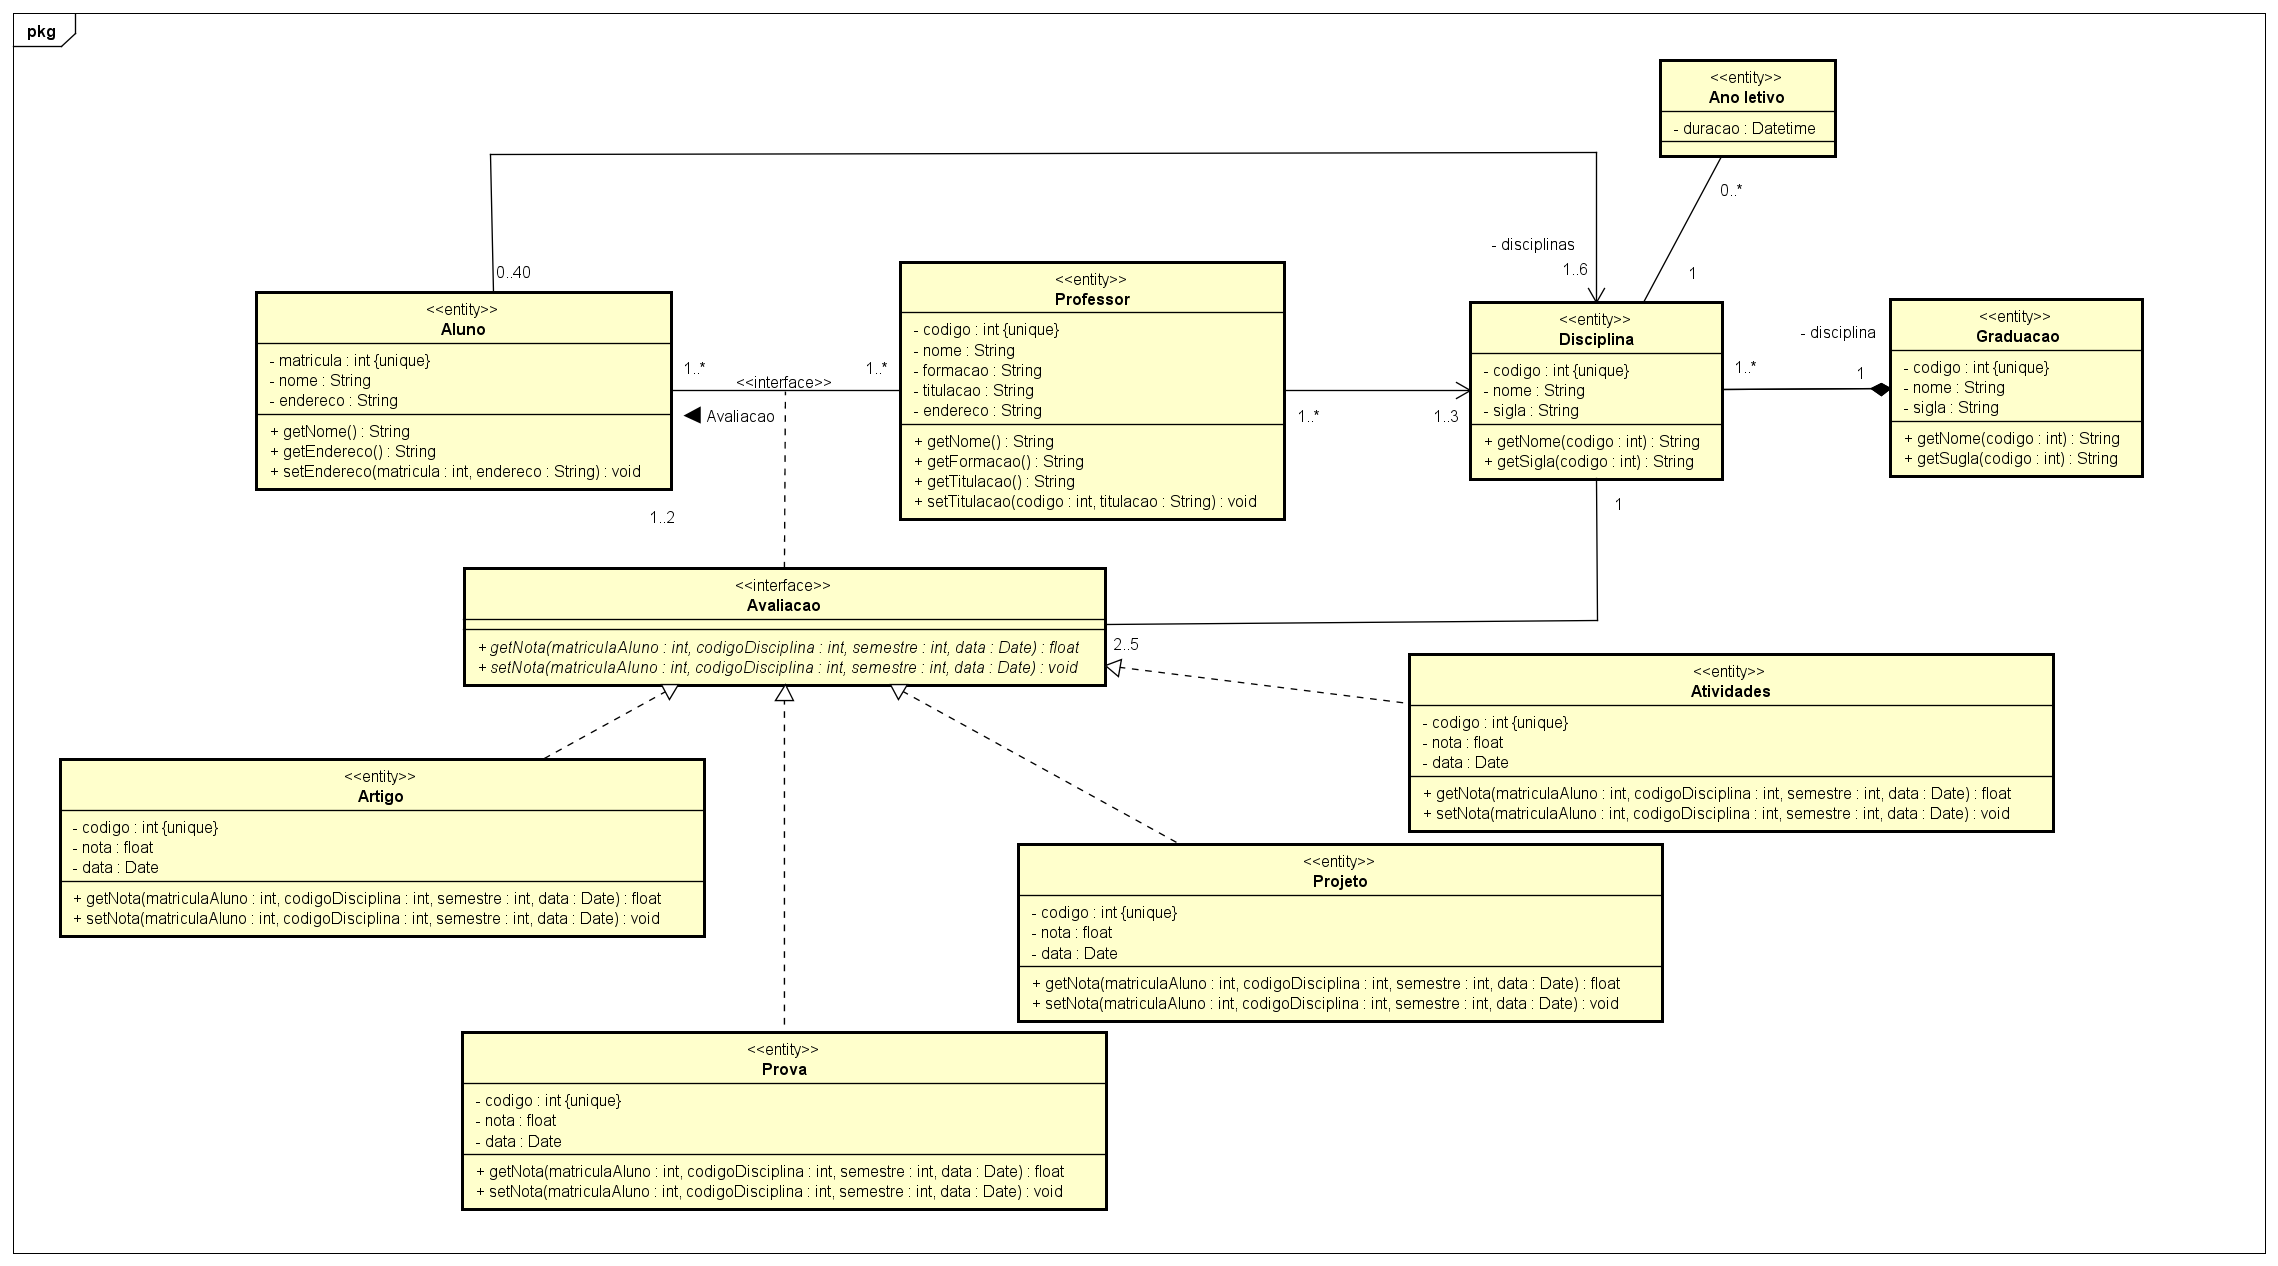 pkg
<<entity>>
Ano letivo
- duracao : Datetime
0..*
1
- disciplinas
1..6
0..40
<<entity>>
Aluno
- matricula : int {unique}
- nome : String
- endereco : String
+ getNome() : String
+ getEndereco() : String
+ setEndereco(matricula : int, endereco : String) : void
1..*
<<interface>>
1..*
Avaliacao
1..2
<<entity>>
Professor
- codigo : int {unique}
- nome : String
- formacao : String
- titulacao : String
- endereco : String
+ getNome() : String
+ getFormacao() : String
+ getTitulacao() : String
+ setTitulacao(codigo : int, titulacao : String) : void
1..*
1..3
<<entity>>
Disciplina
- codigo : int {unique}
- nome : String
- sigla : String
+ getNome(codigo : int) : String
+ getSigla(codigo : int) : String
- disciplina
1..*
1
<<entity>>
Graduacao
- codigo : int {unique}
- nome : String
- sigla : String
+ getNome(codigo : int) : String
+ getSugla(codigo : int) : String
1
<<interface>>
Avaliacao
+ getNota(matriculaAluno : int, codigoDisciplina : int, semestre : int, data : Date) : float
+ setNota(matriculaAluno : int, codigoDisciplina : int, semestre : int, data : Date) : void
2..5
<<entity>>
Atividades
- codigo : int {unique}
- nota : float
- data : Date
+ getNota(matriculaAluno : int, codigoDisciplina : int, semestre : int, data : Date) : float
+ setNota(matriculaAluno : int, codigoDisciplina : int, semestre : int, data : Date) : void
<<entity>>
Artigo
- codigo : int {unique}
- nota : float
- data : Date
+ getNota(matriculaAluno : int, codigoDisciplina : int, semestre : int, data : Date) : float
+ setNota(matriculaAluno : int, codigoDisciplina : int, semestre : int, data : Date) : void
<<entity>>
Projeto
- codigo : int {unique}
- nota : float
- data : Date
+ getNota(matriculaAluno : int, codigoDisciplina : int, semestre : int, data : Date) : float
+ setNota(matriculaAluno : int, codigoDisciplina : int, semestre : int, data : Date) : void
<<entity>>
Prova
- codigo : int {unique}
- nota : float
- data : Date
+ getNota(matriculaAluno : int, codigoDisciplina : int, semestre : int, data : Date) : float
+ setNota(matriculaAluno : int, codigoDisciplina : int, semestre : int, data : Date) : void